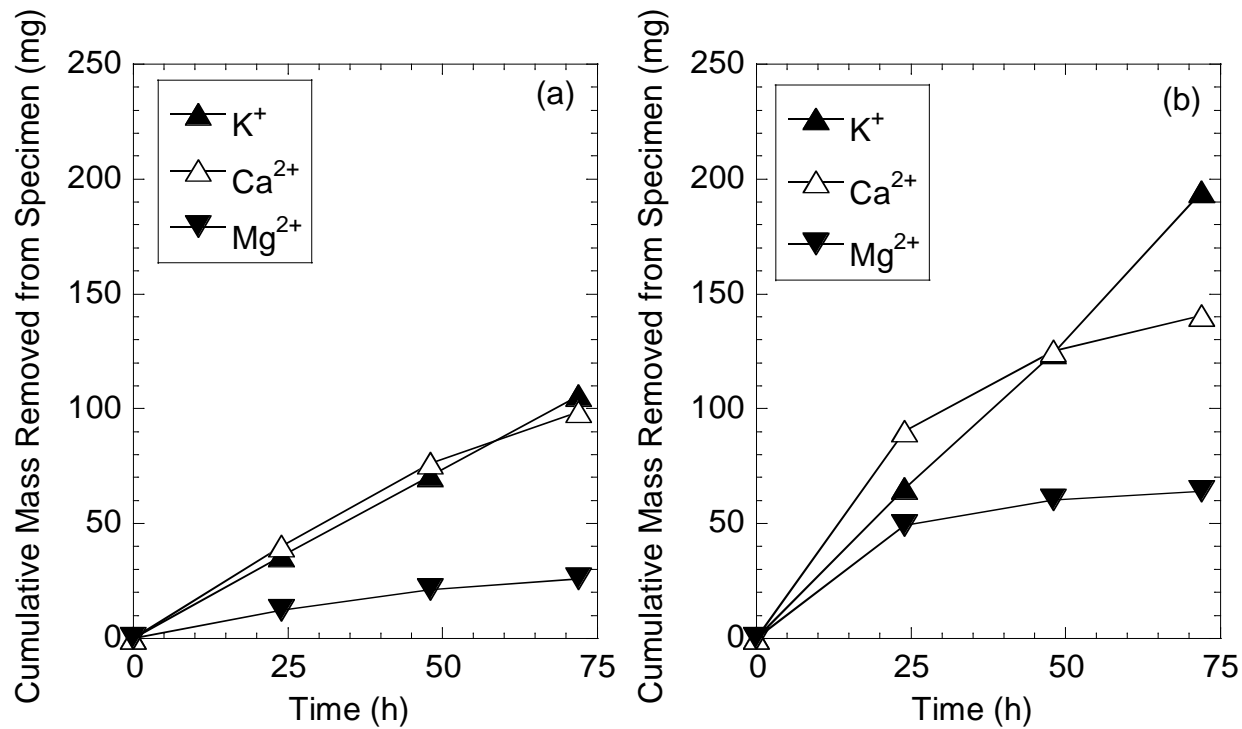 Cumulative Mass Removed from Specimen (mg)
250
200
150
100
50
0
(a)
K⁺
Ca²⁺
Mg²⁺
0 25 50 75
Time (h)
Cumulative Mass Removed from Specimen (mg)
250
200
150
100
50
0
(b)
K⁺
Ca²⁺
Mg²⁺
0 25 50 75
Time (h)